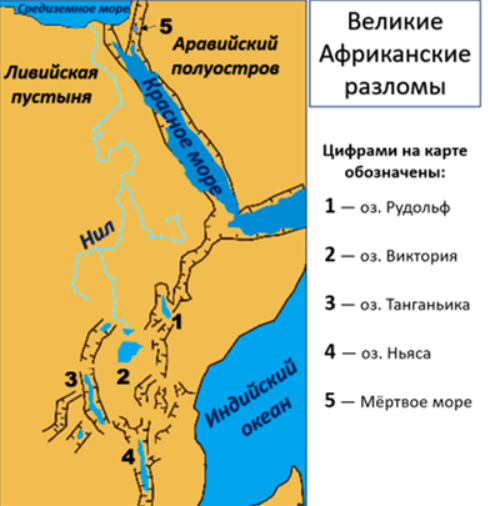 Средиземное море
5
Аравийский
полуостров
Ливийская
пустыня
Красное море
Нил
1
2
3
4
Индийский
океан
Великие
Африканские
разломы
Цифрами на карте
обозначены:
1 — оз. Рудольф
2 — оз. Виктория
3 — оз. Танганьика
4 — оз. Ньяса
5 — Мёртвое море